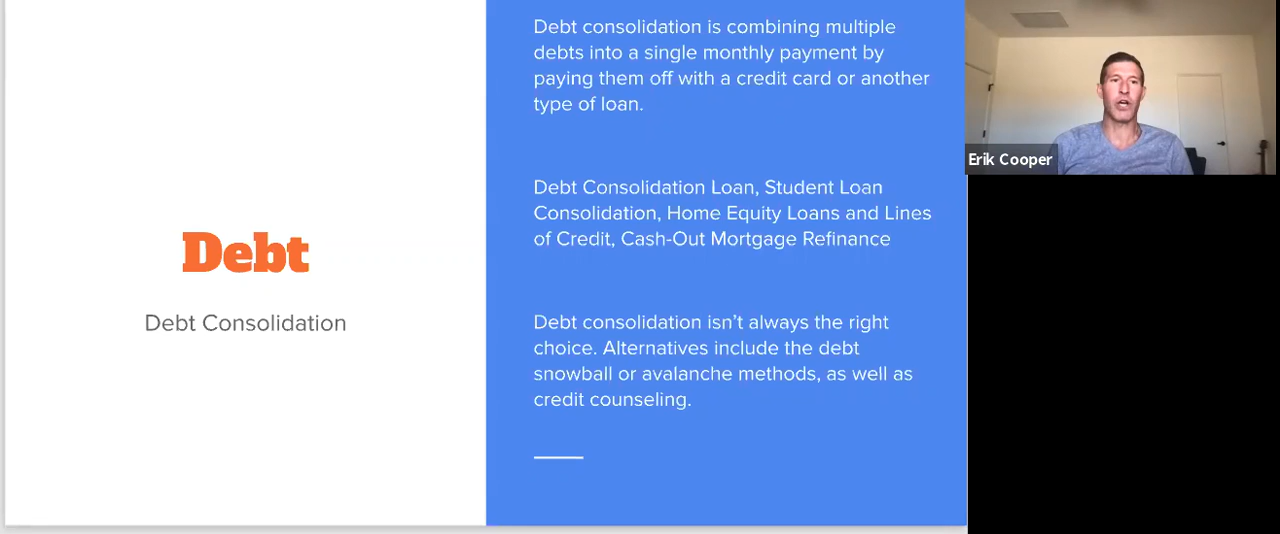 Debt
Debt Consolidation
Debt consolidation is combining multiple
debts into a single monthly payment by
paying them off with a credit card or another
type of loan.
Debt Consolidation Loan, Student Loan
Consolidation, Home Equity Loans and Lines
of Credit, Cash-Out Mortgage Refinance
Debt consolidation isn’t always the right
choice. Alternatives include the debt
snowball or avalanche methods, as well as
credit counseling.
Erik Cooper